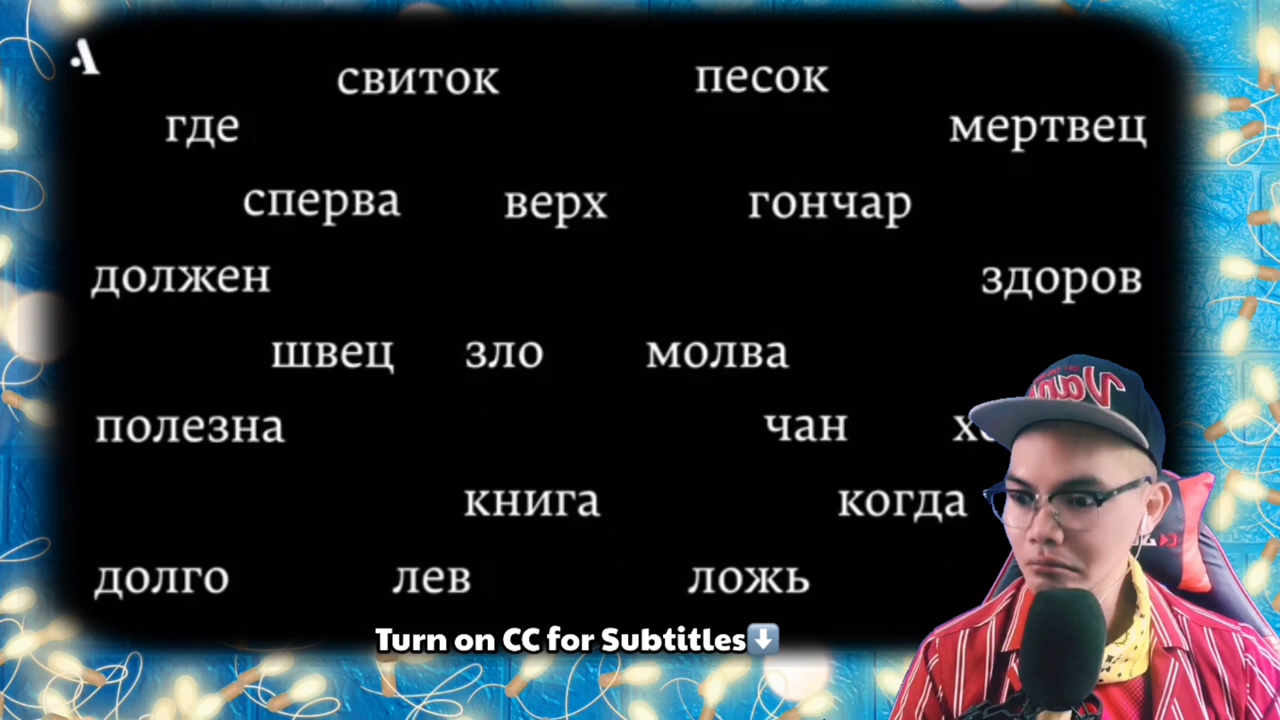 свиток песок
где мертвец
сперва верх гончар
должен здоров
швец зло молва
полезна чан
книга когда
долго лев ложь
Turn on CC for Subtitles